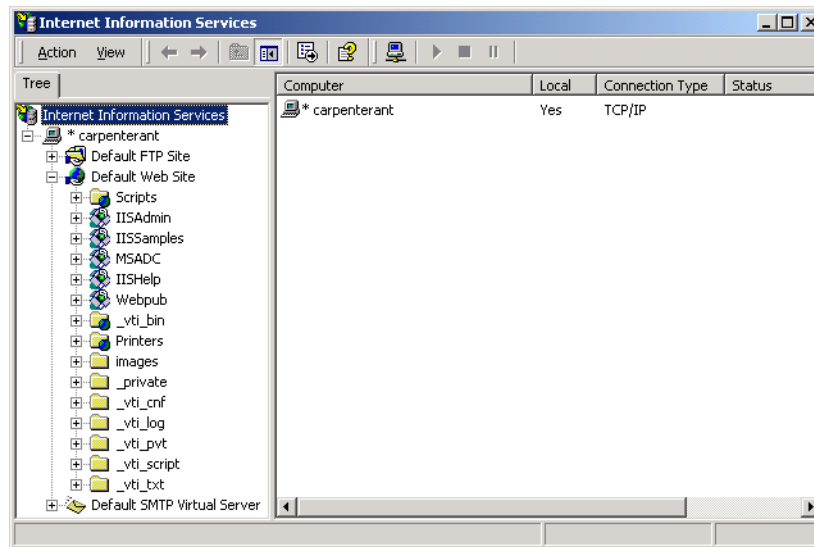 Internet Information Services
Action View
Tree
Computer Local Connection Type Status
Internet Information Services
* carpenterant Yes TCP/IP
* carpenterant
Default FTP Site
Default Web Site
Scripts
IISAdmin
IISSamples
MSADC
IISHelp
Webpub
_vti_bin
Printers
images
_private
_vti_cnf
_vti_log
_vti_pvt
_vti_script
_vti_txt
Default SMTP Virtual Server